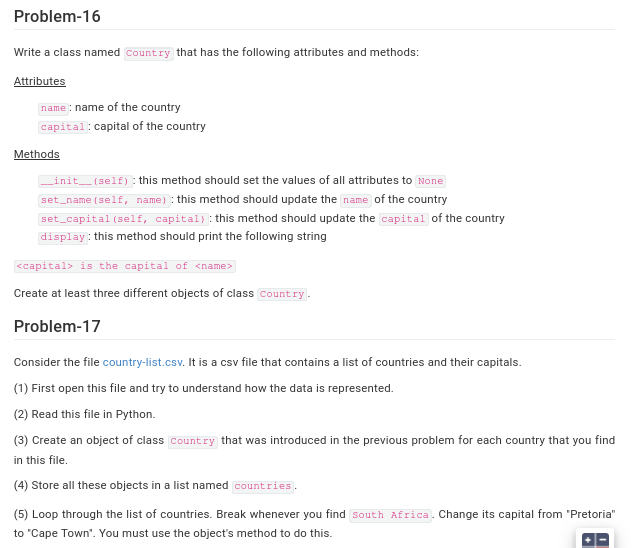 Problem-16
Write a class named Country that has the following attributes and methods:
Attributes
name: name of the country
capital: capital of the country
Methods
__init__(self): this method should set the values of all attributes to None
set_name(self, name): this method should update the name of the country
set_capital(self, capital): this method should update the capital of the country
display: this method should print the following string
<capital> is the capital of <name>
Create at least three different objects of class Country.
Problem-17
Consider the file country-list.csv. It is a csv file that contains a list of countries and their capitals.
(1) First open this file and try to understand how the data is represented.
(2) Read this file in Python.
(3) Create an object of class Country that was introduced in the previous problem for each country that you find
in this file.
(4) Store all these objects in a list named countries.
(5) Loop through the list of countries. Break whenever you find South Africa. Change its capital from "Pretoria"
to "Cape Town". You must use the object's method to do this.